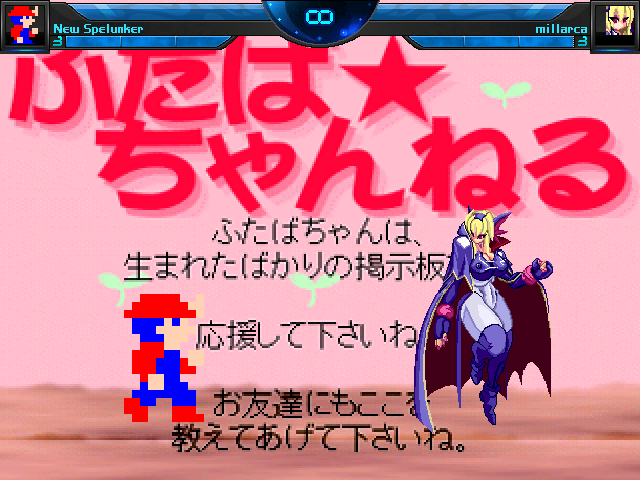 New Spelunker
∞
millarca
3
3
ふたば★
ちゃんねる
ふたばちゃんは、
生まれたばかりの掲示板
応援して下さいね
お友達にもここを
教えてあげて下さいね。